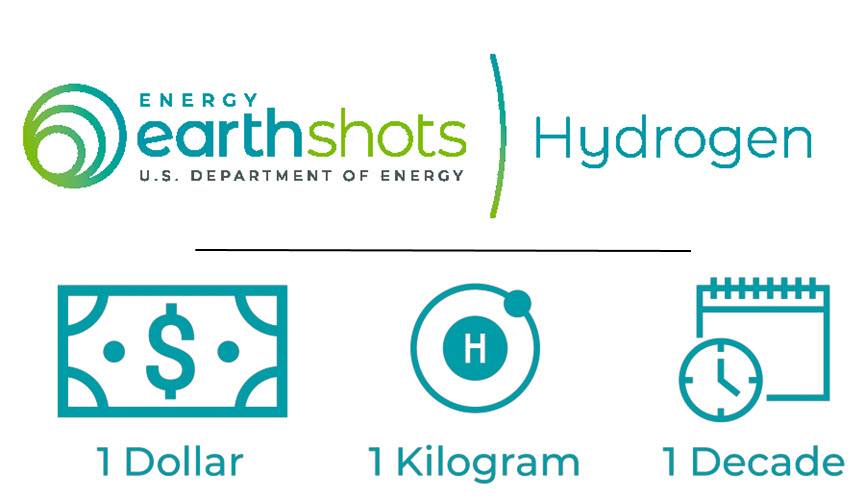 ENERGY
earthshots
U.S. DEPARTMENT OF ENERGY
Hydrogen
$
H
1 Dollar
1 Kilogram
1 Decade